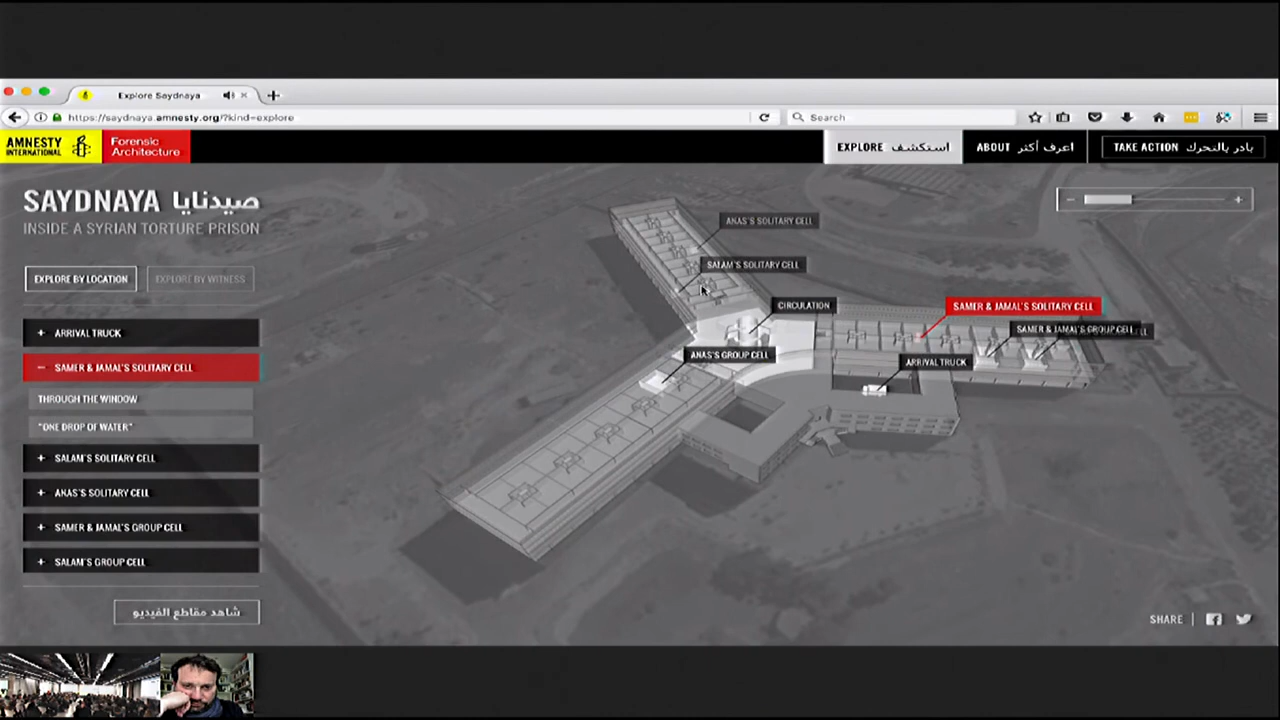 Explore Saydnaya
https://saydnaya.amnesty.org/?kind=explore
Search
AMNESTY INTERNATIONAL
Forensic Architecture
EXPLORE استكشف
ABOUT اعرف أكثر
TAKE ACTION بادر بالتحرك
SAYDNAYA صيدنايا
INSIDE A SYRIAN TORTURE PRISON
EXPLORE BY LOCATION
EXPLORE BY WITNESS
+ ARRIVAL TRUCK
− SAMER & JAMAL'S SOLITARY CELL
THROUGH THE WINDOW
"ONE DROP OF WATER"
+ SALAM'S SOLITARY CELL
+ ANAS'S SOLITARY CELL
+ SAMER & JAMAL'S GROUP CELL
+ SALAM'S GROUP CELL
شاهد مقاطع الفيديو
ANAS'S SOLITARY CELL
SALAM'S SOLITARY CELL
CIRCULATION
SAMER & JAMAL'S SOLITARY CELL
SAMER & JAMAL'S GROUP CELL
ANAS'S GROUP CELL
ARRIVAL TRUCK
SHARE